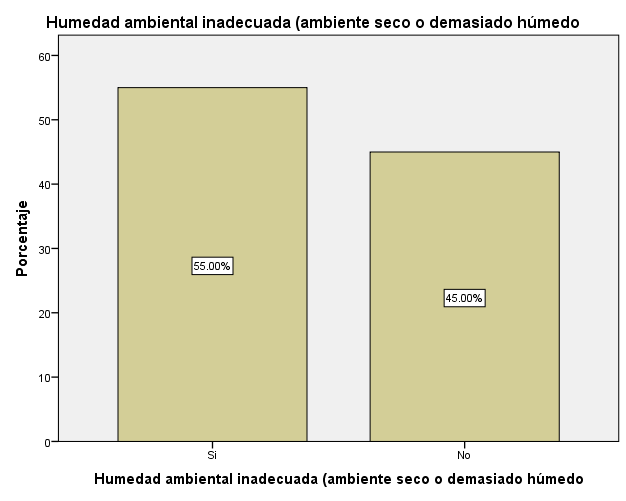 Humedad ambiental inadecuada (ambiente seco o demasiado húmedo
Porcentaje
60
50
40
30
20
10
0
55.00%
45.00%
Si
No
Humedad ambiental inadecuada (ambiente seco o demasiado húmedo